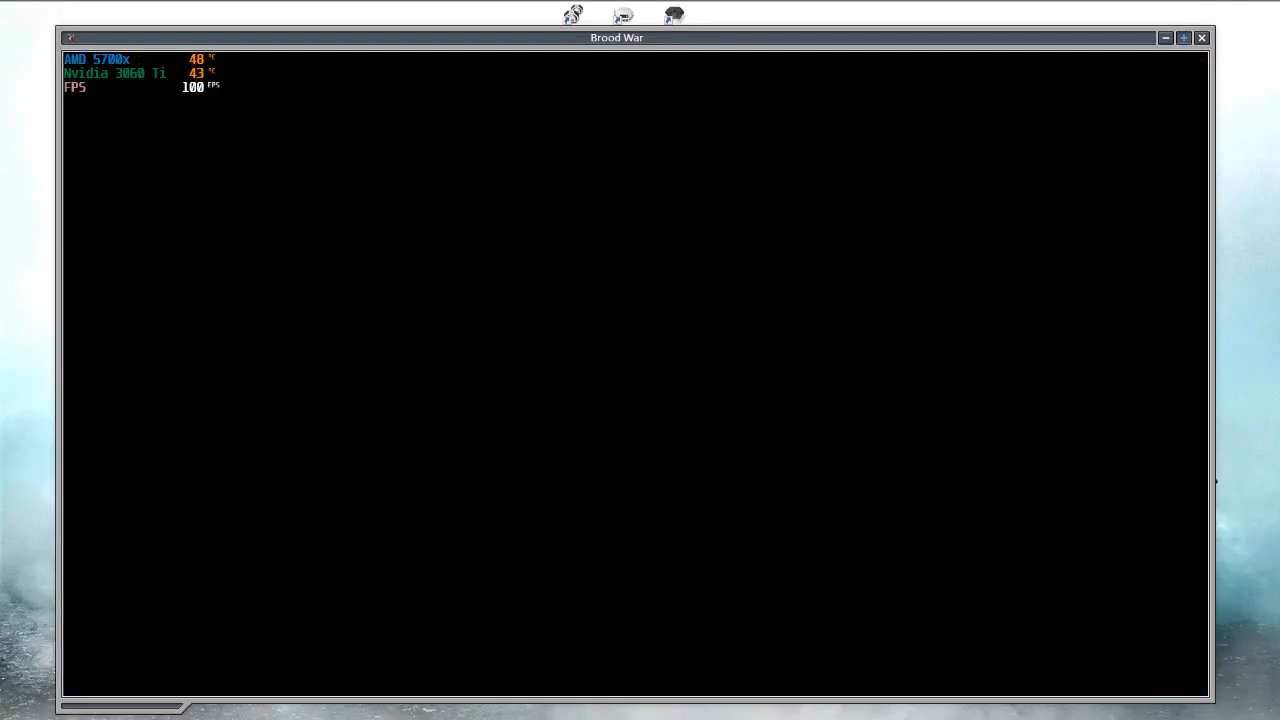 Brood War
AMD 5700x 48 °C
Nvidia 3060 Ti 43 °C
FPS 100 FPS